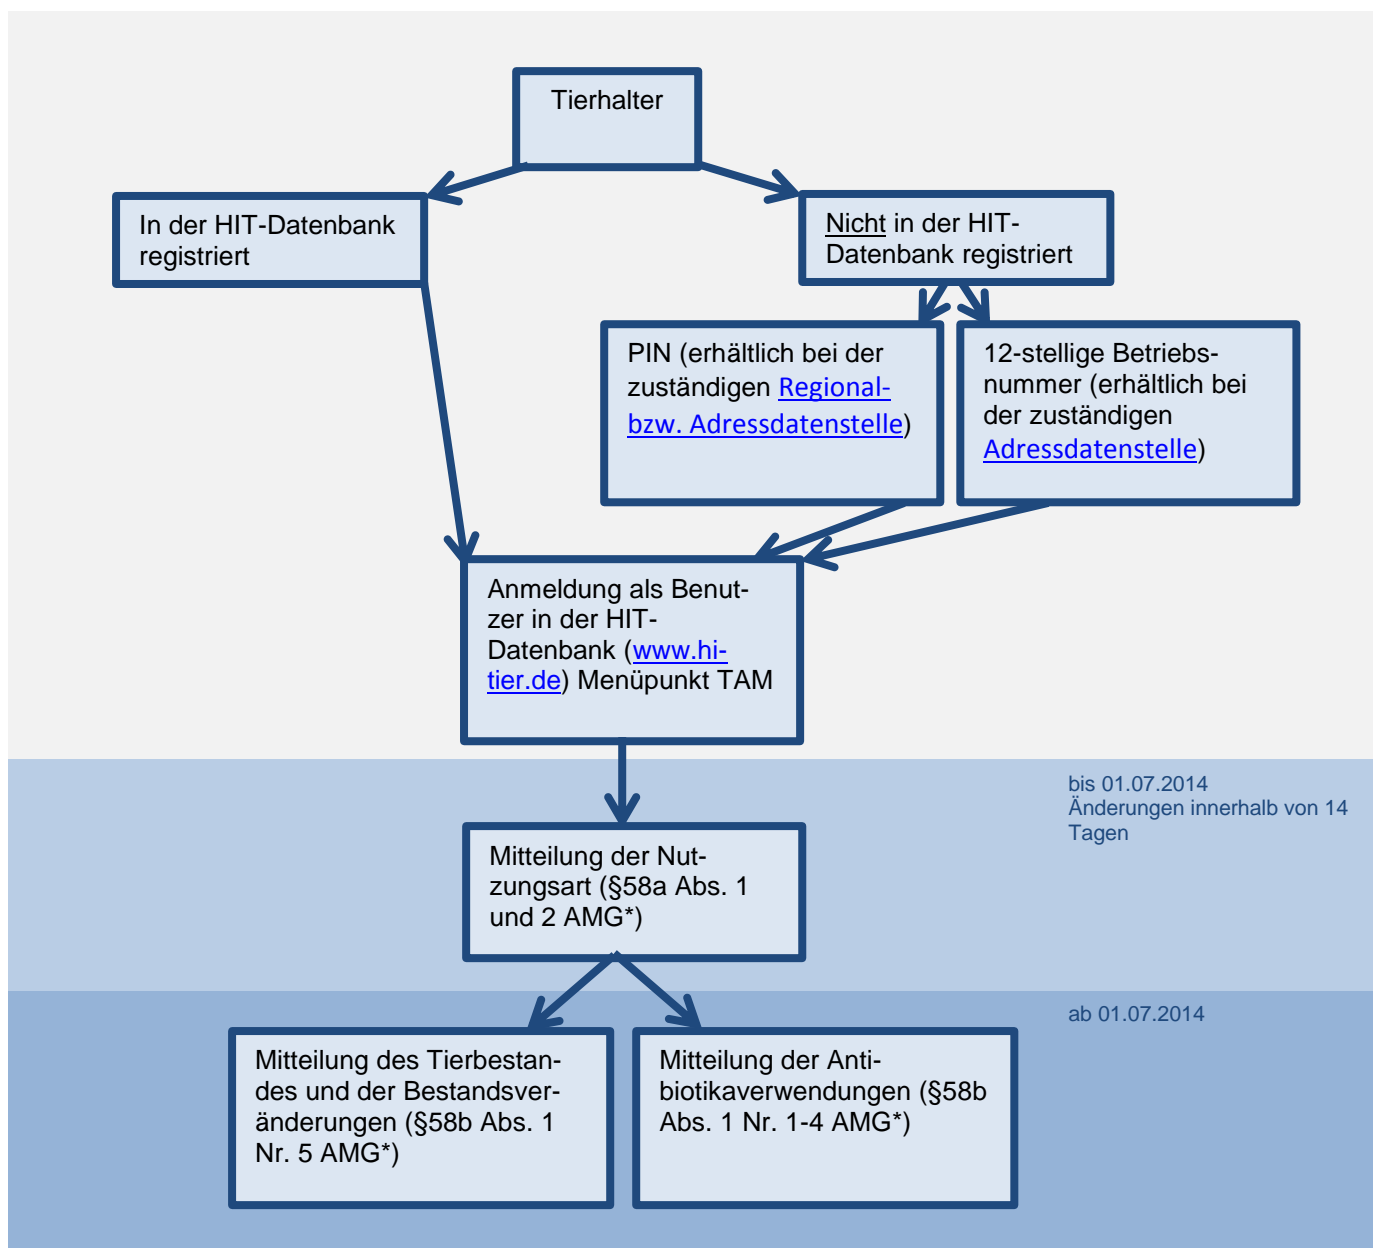 Tierhalter
In der HIT-Datenbank
registriert
Nicht in der HIT-
Datenbank registriert
PIN (erhältlich bei der
zuständigen Regional-
bzw. Adressdatenstelle)
12-stellige Betriebs-
nummer (erhältlich bei
der zuständigen
Adressdatenstelle)
Anmeldung als Benut-
zer in der HIT-
Datenbank (www.hi-
tier.de) Menüpunkt TAM
bis 01.07.2014
Änderungen innerhalb von 14
Tagen
Mitteilung der Nut-
zungsart (§58a Abs. 1
und 2 AMG*)
ab 01.07.2014
Mitteilung des Tierbestan-
des und der Bestandsver-
änderungen (§58b Abs. 1
Nr. 5 AMG*)
Mitteilung der Anti-
biotikaverwendungen (§58b
Abs. 1 Nr. 1-4 AMG*)